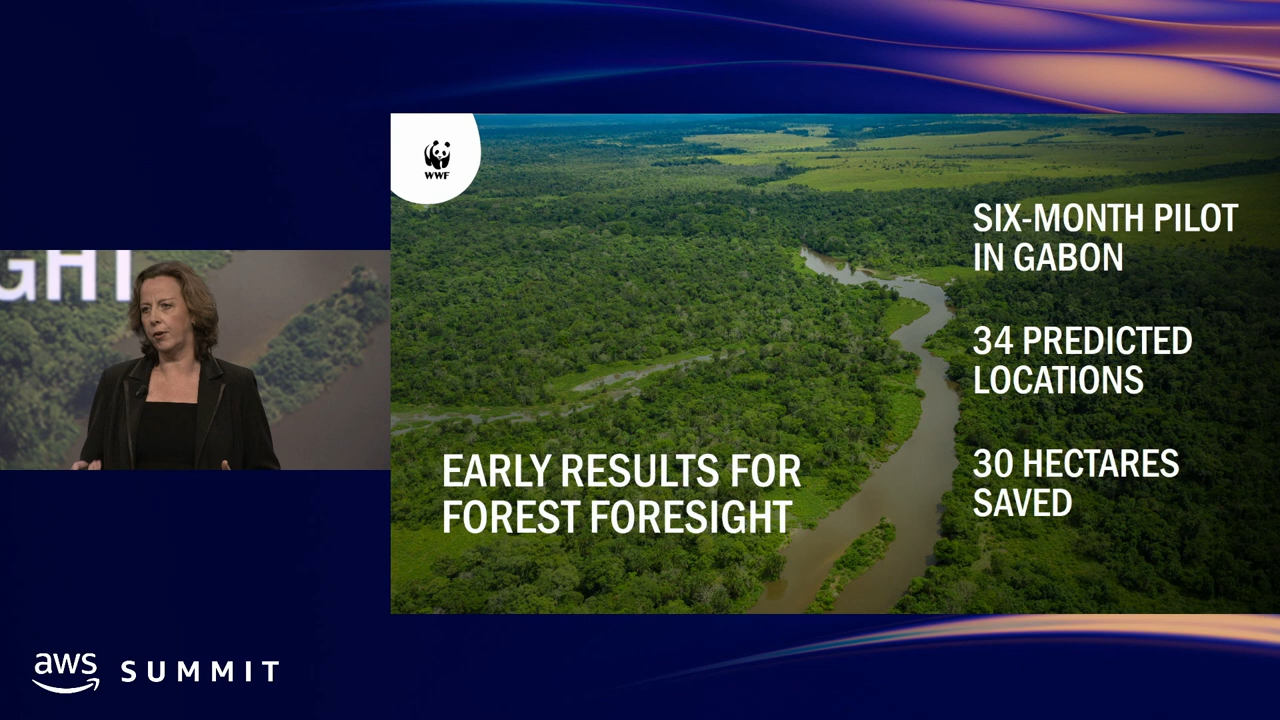 WWF
SIX-MONTH PILOT
IN GABON
34 PREDICTED
LOCATIONS
30 HECTARES
SAVED
EARLY RESULTS FOR
FOREST FORESIGHT
GHT
aws SUMMIT